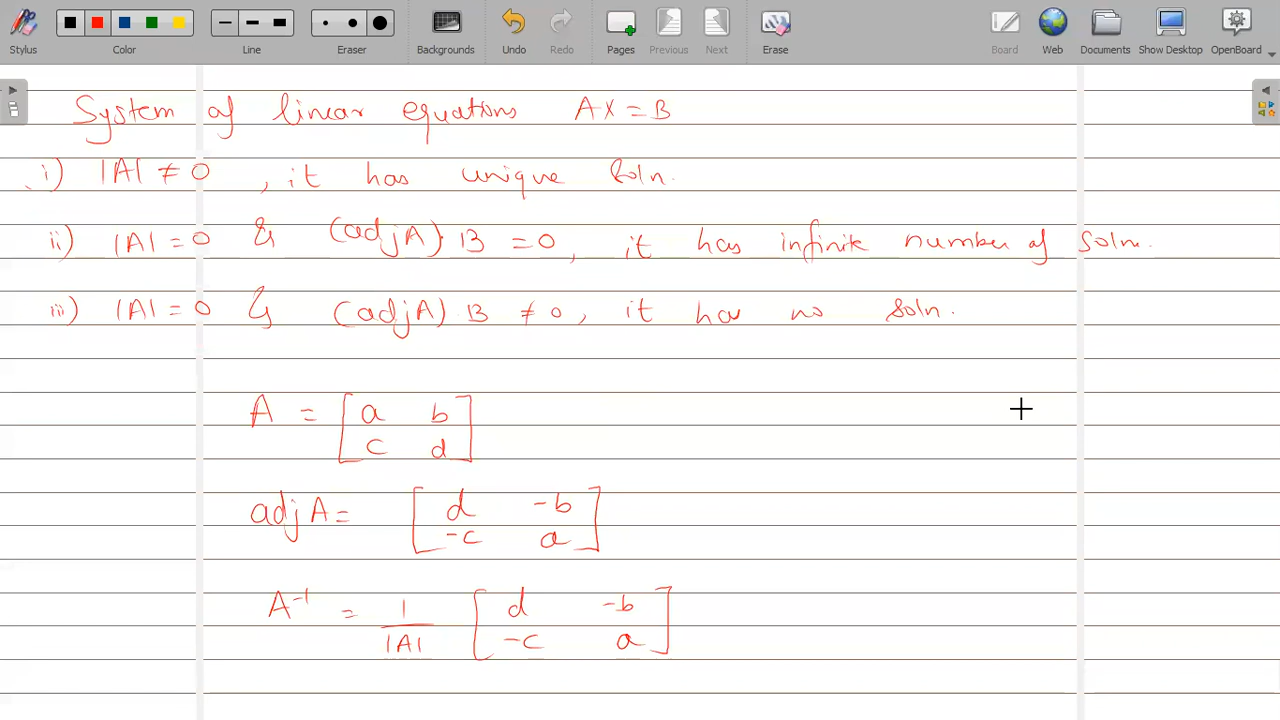 Stylus Color Line Eraser Backgrounds Undo Redo Pages Previous Next Erase Board Web Documents Show Desktop OpenBoard
System of linear equations AX = B
i) |A| ≠ 0 , it has unique soln.
ii) |A| = 0 & (adjA). B = 0, it has infinite number of soln.
iii) |A| = 0 & (adjA). B ≠ 0, it has no soln.
A = [a b
c d]
adjA = [d -b
-c a]
A⁻¹ = 1/|A| [d -b
-c a]